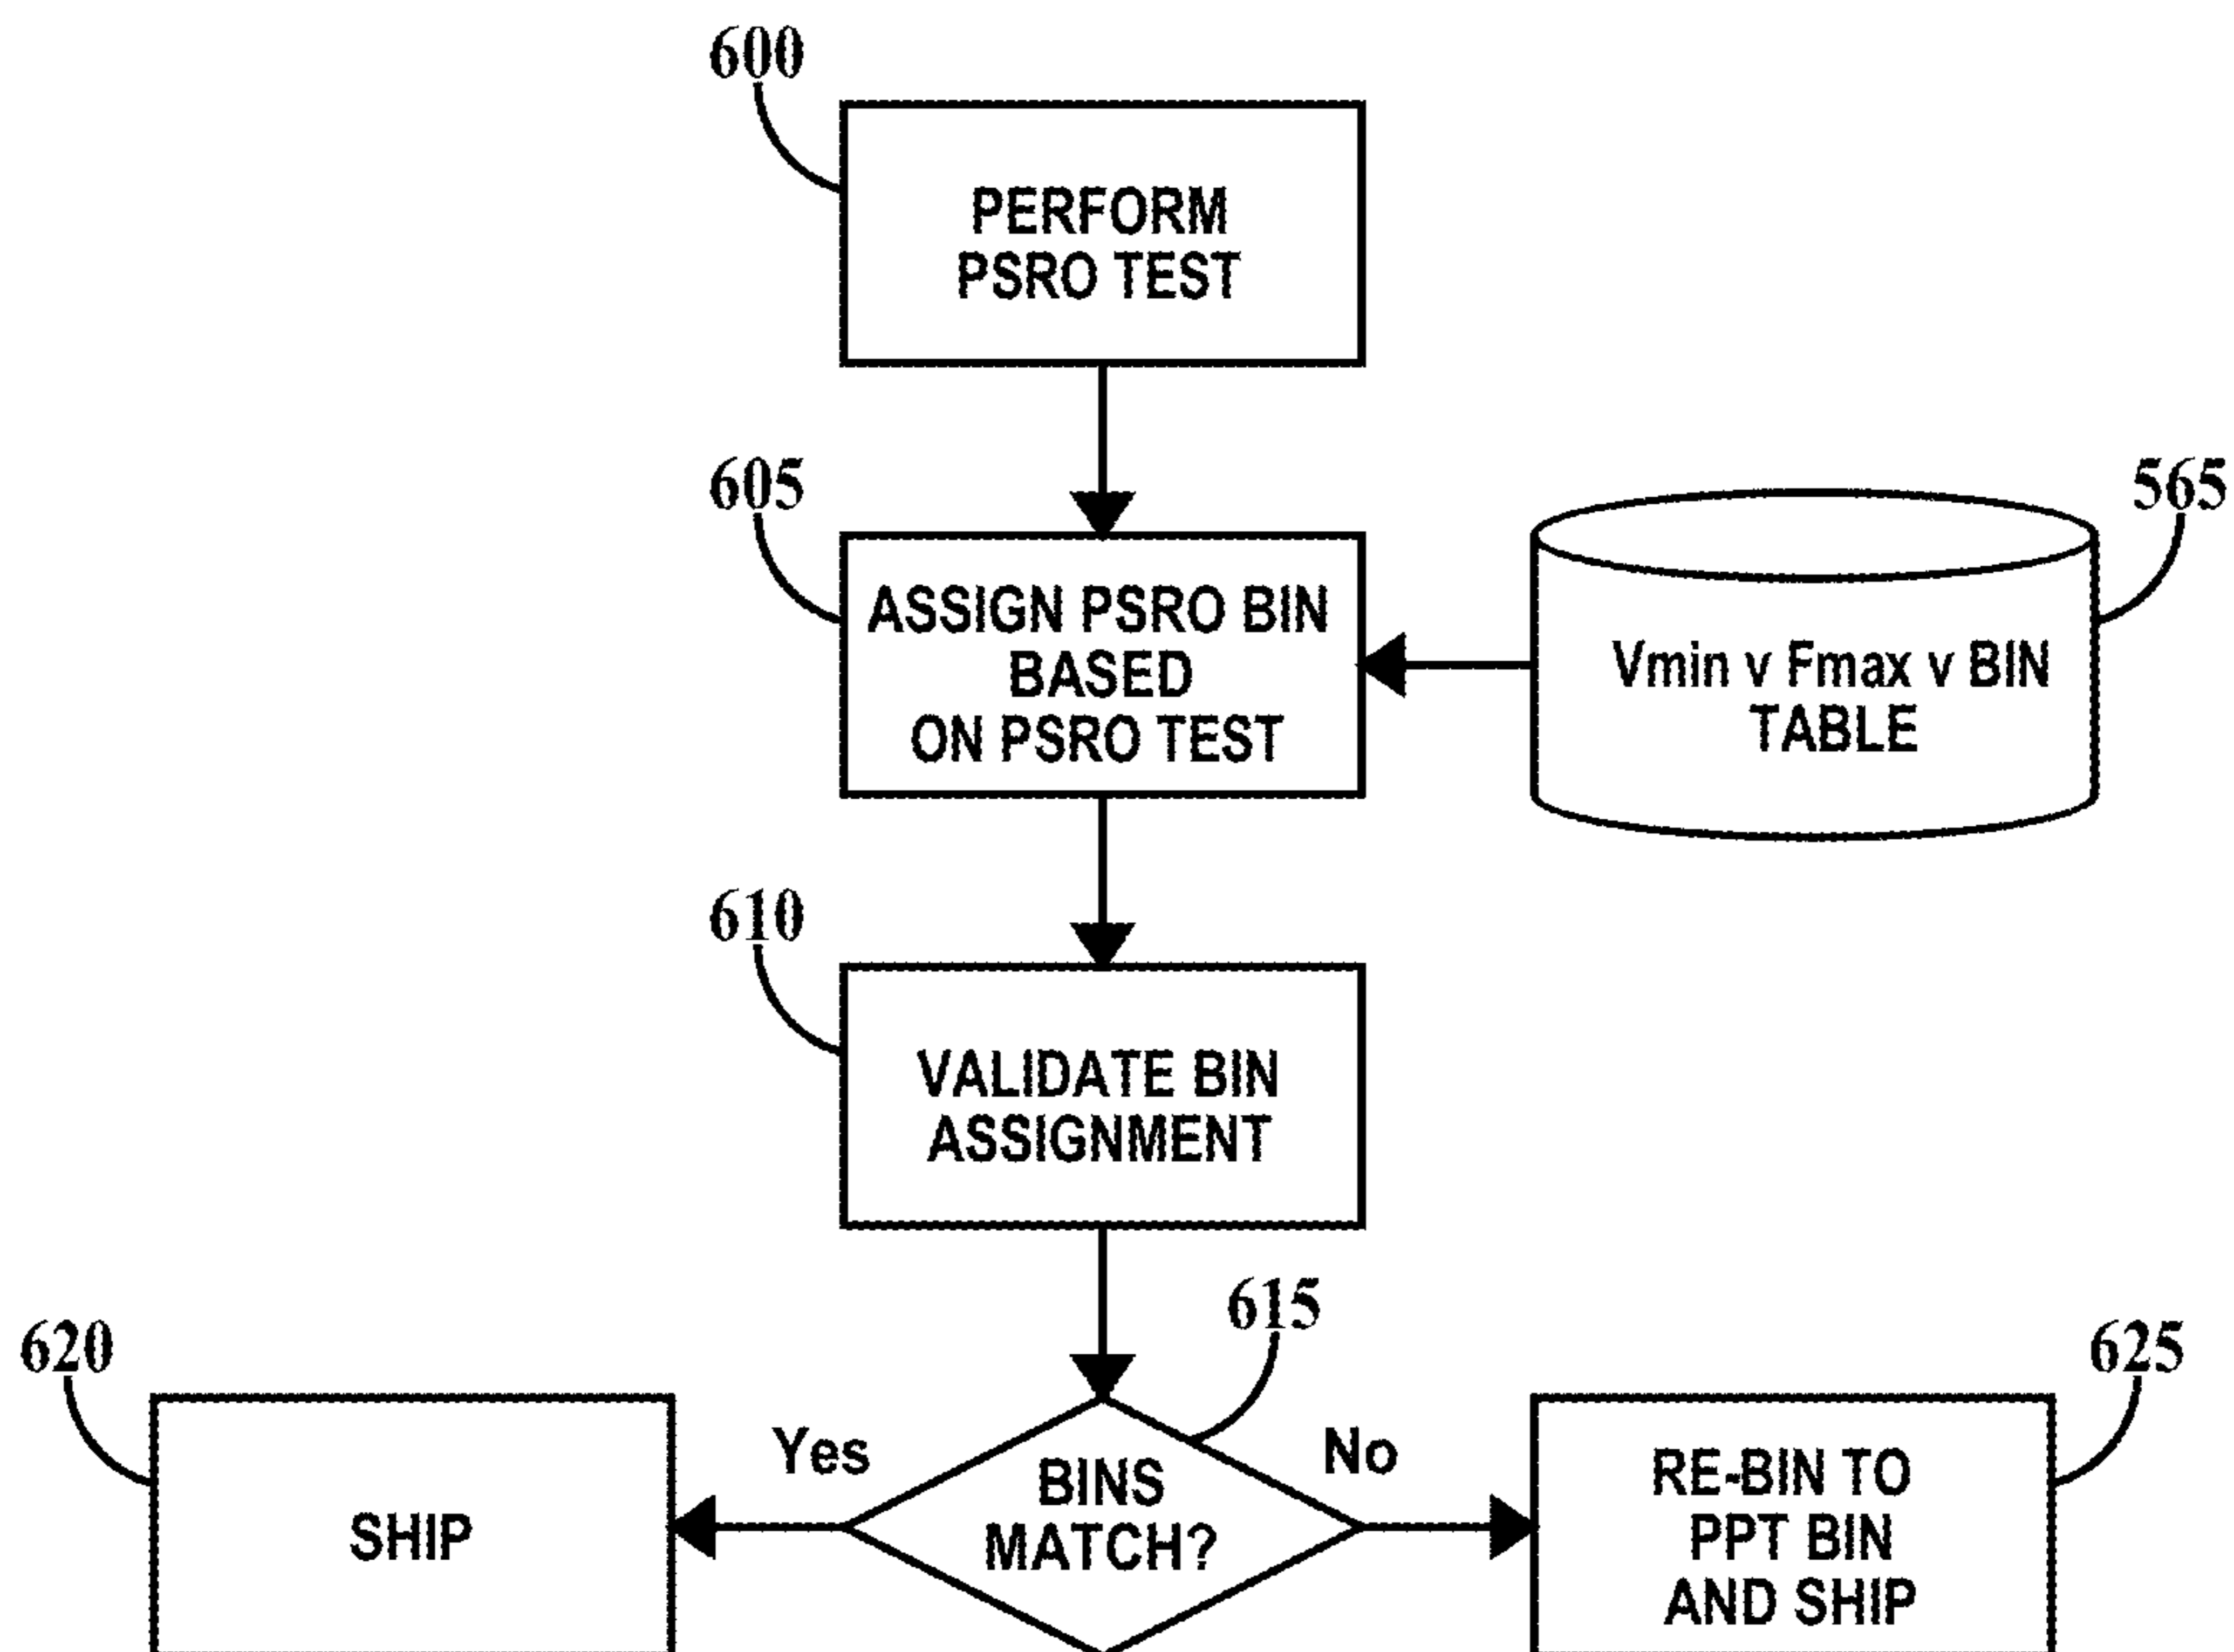 600
PERFORM
PSRO TEST
605
565
ASSIGN PSRO BIN
BASED
ON PSRO TEST
Vmin v Fmax v BIN
TABLE
610
VALIDATE BIN
ASSIGNMENT
615
620
625
Yes
No
BINS
MATCH?
SHIP
RE-BIN TO
PPT BIN
AND SHIP